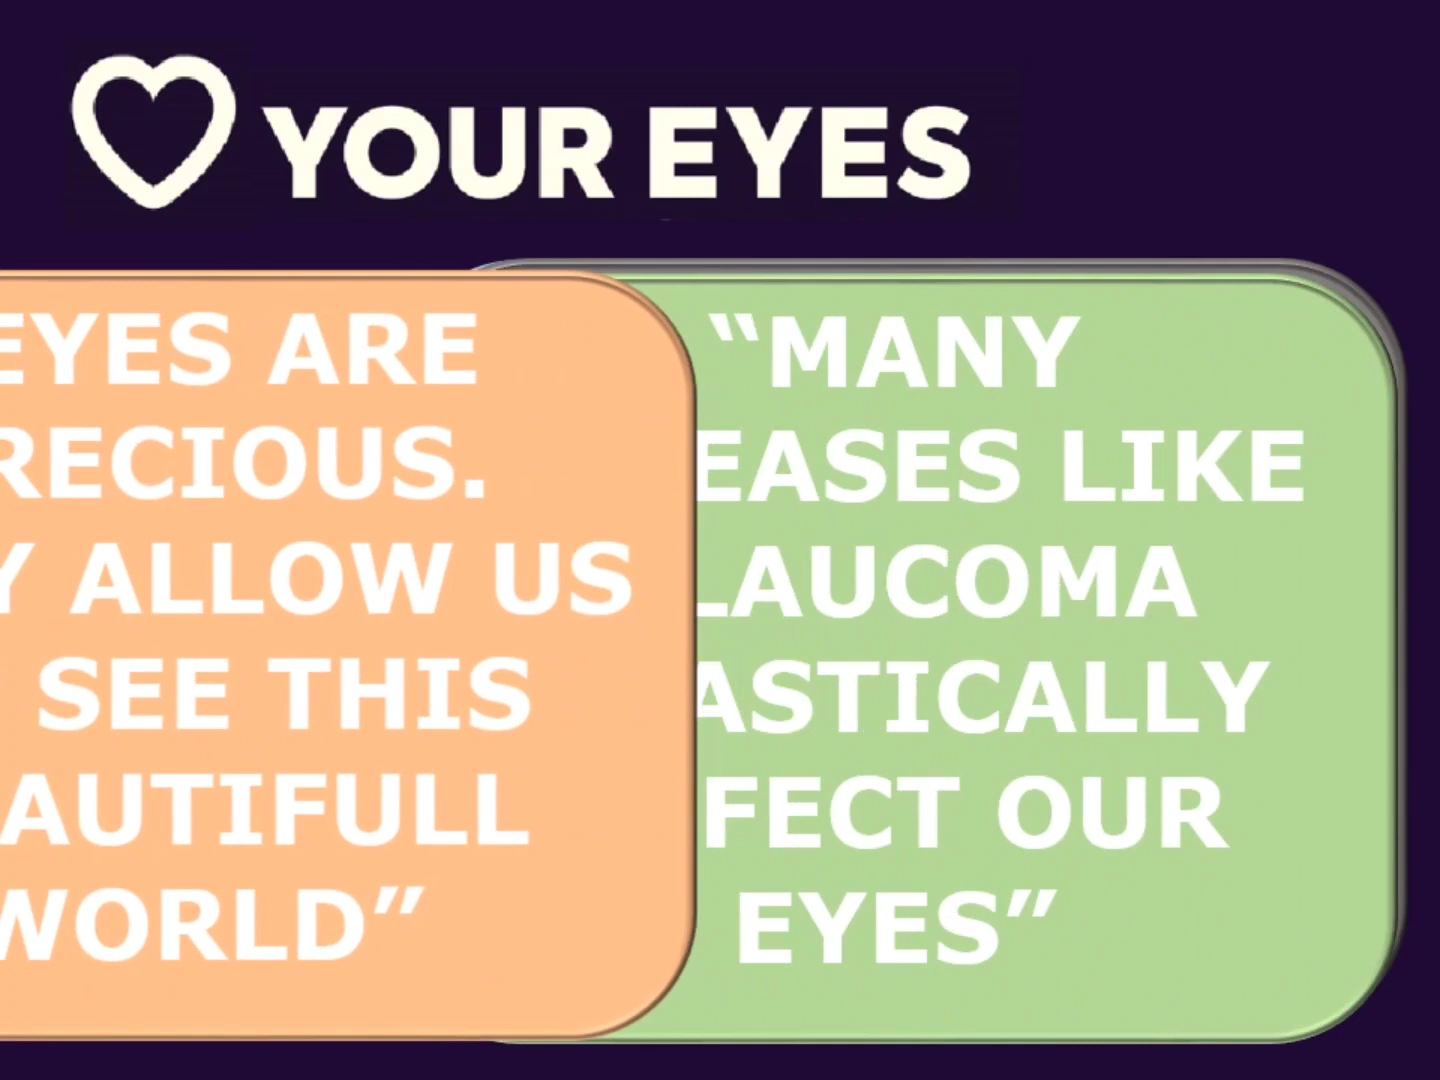 YOUR EYES
EYES ARE
RECIOUS.
Y ALLOW US
SEE THIS
AUTIFULL
WORLD”
“MANY
EASES LIKE
LAUCOMA
ASTICALLY
FECT OUR
EYES”